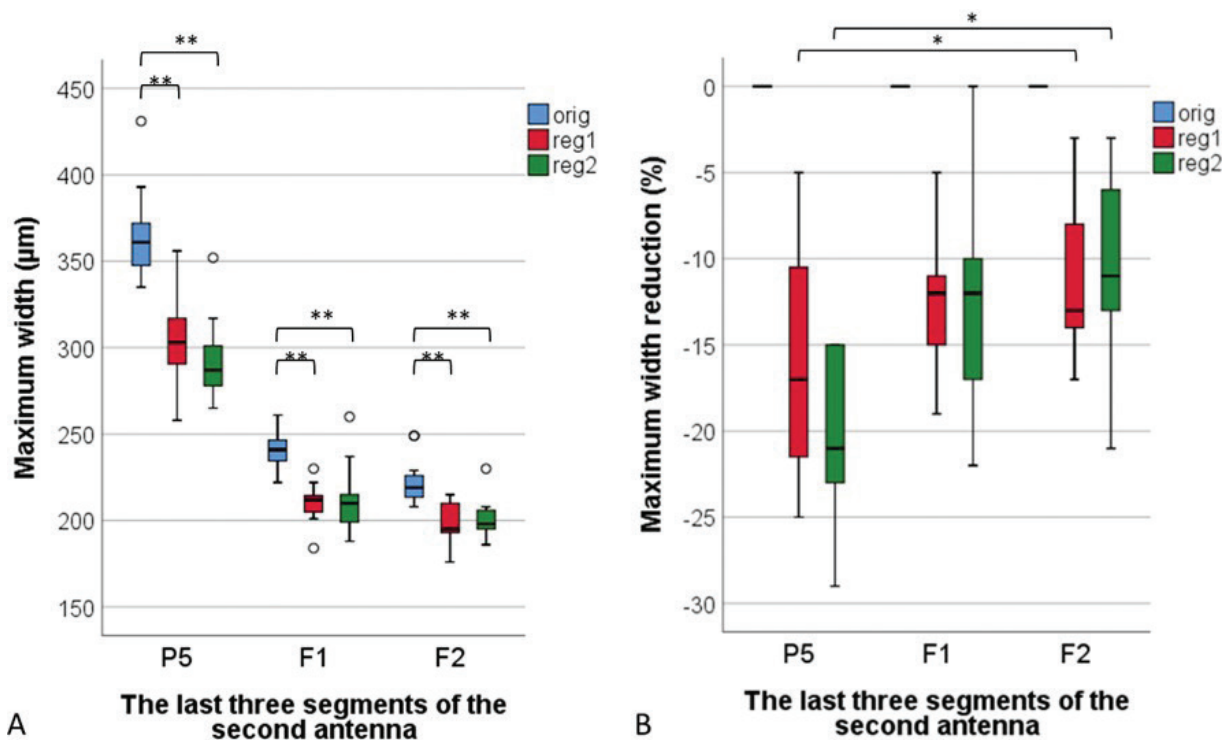 **
**
**
**
**
**
Maximum width (µm)
450
400
350
300
250
200
150
orig
reg1
reg2
P5 F1 F2
The last three segments of the
second antenna
A
*
*
Maximum width reduction (%)
0
-5
-10
-15
-20
-25
-30
orig
reg1
reg2
P5 F1 F2
The last three segments of the
second antenna
B